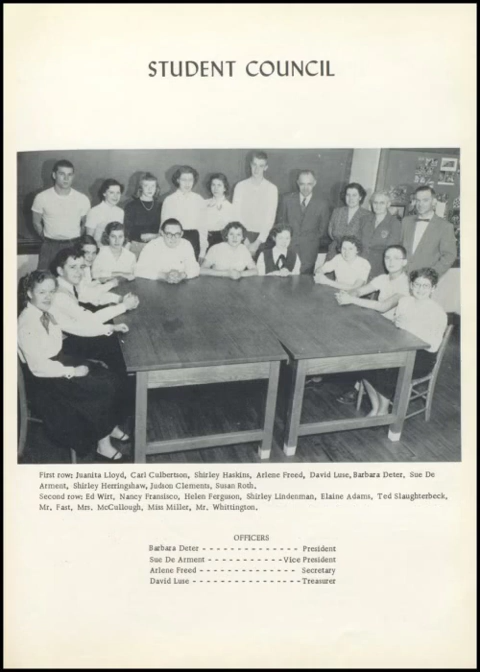 STUDENT COUNCIL
First row: Juanita Lloyd, Carl Culbertson, Shirley Haskins, Arlene Freed, David Luse, Barbara Deter, Sue De
Arment, Shirley Herringshaw, Judson Clements, Susan Roth.
Second row: Ed Wirt, Nancy Fransisco, Helen Ferguson, Shirley Lindenman, Elaine Adams, Ted Slaughterbeck,
Mr. Fast, Mrs. McCullough, Miss Miller, Mr. Whittington.
OFFICERS
Barbara Deter - - - - - - - - - - - - - - President
Sue De Arment - - - - - - - - - - - - - Vice President
Arlene Freed - - - - - - - - - - - - - - Secretary
David Luse - - - - - - - - - - - - - - - - Treasurer